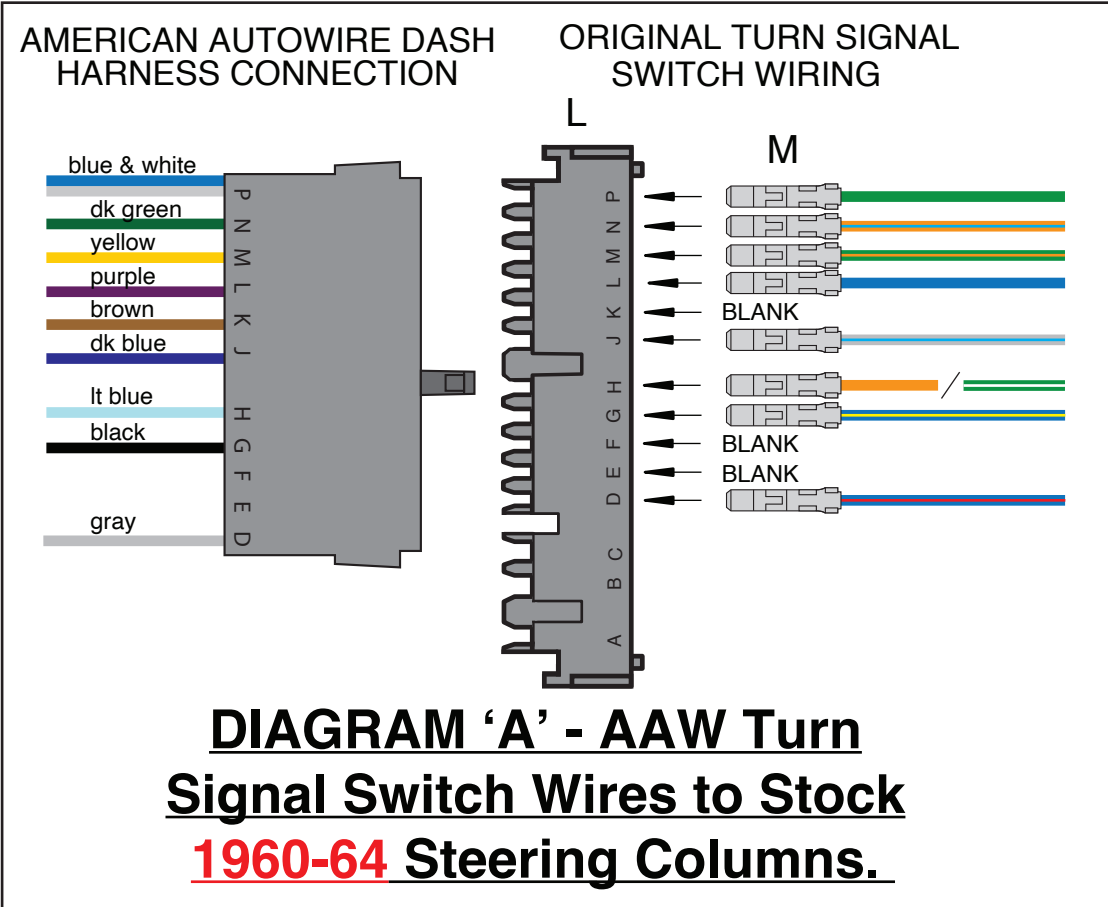 AMERICAN AUTOWIRE DASH
HARNESS CONNECTION
ORIGINAL TURN SIGNAL
SWITCH WIRING
L
M
blue & white
dk green
yellow
purple
brown
dk blue
lt blue
black
gray
P
N
M
L
K
J
H
G
F
E
D
P
N
M
L
K
J
H
G
F
E
D
C
B
A
BLANK
/
BLANK
BLANK
DIAGRAM ‘A’ - AAW Turn
Signal Switch Wires to Stock
1960-64 Steering Columns.